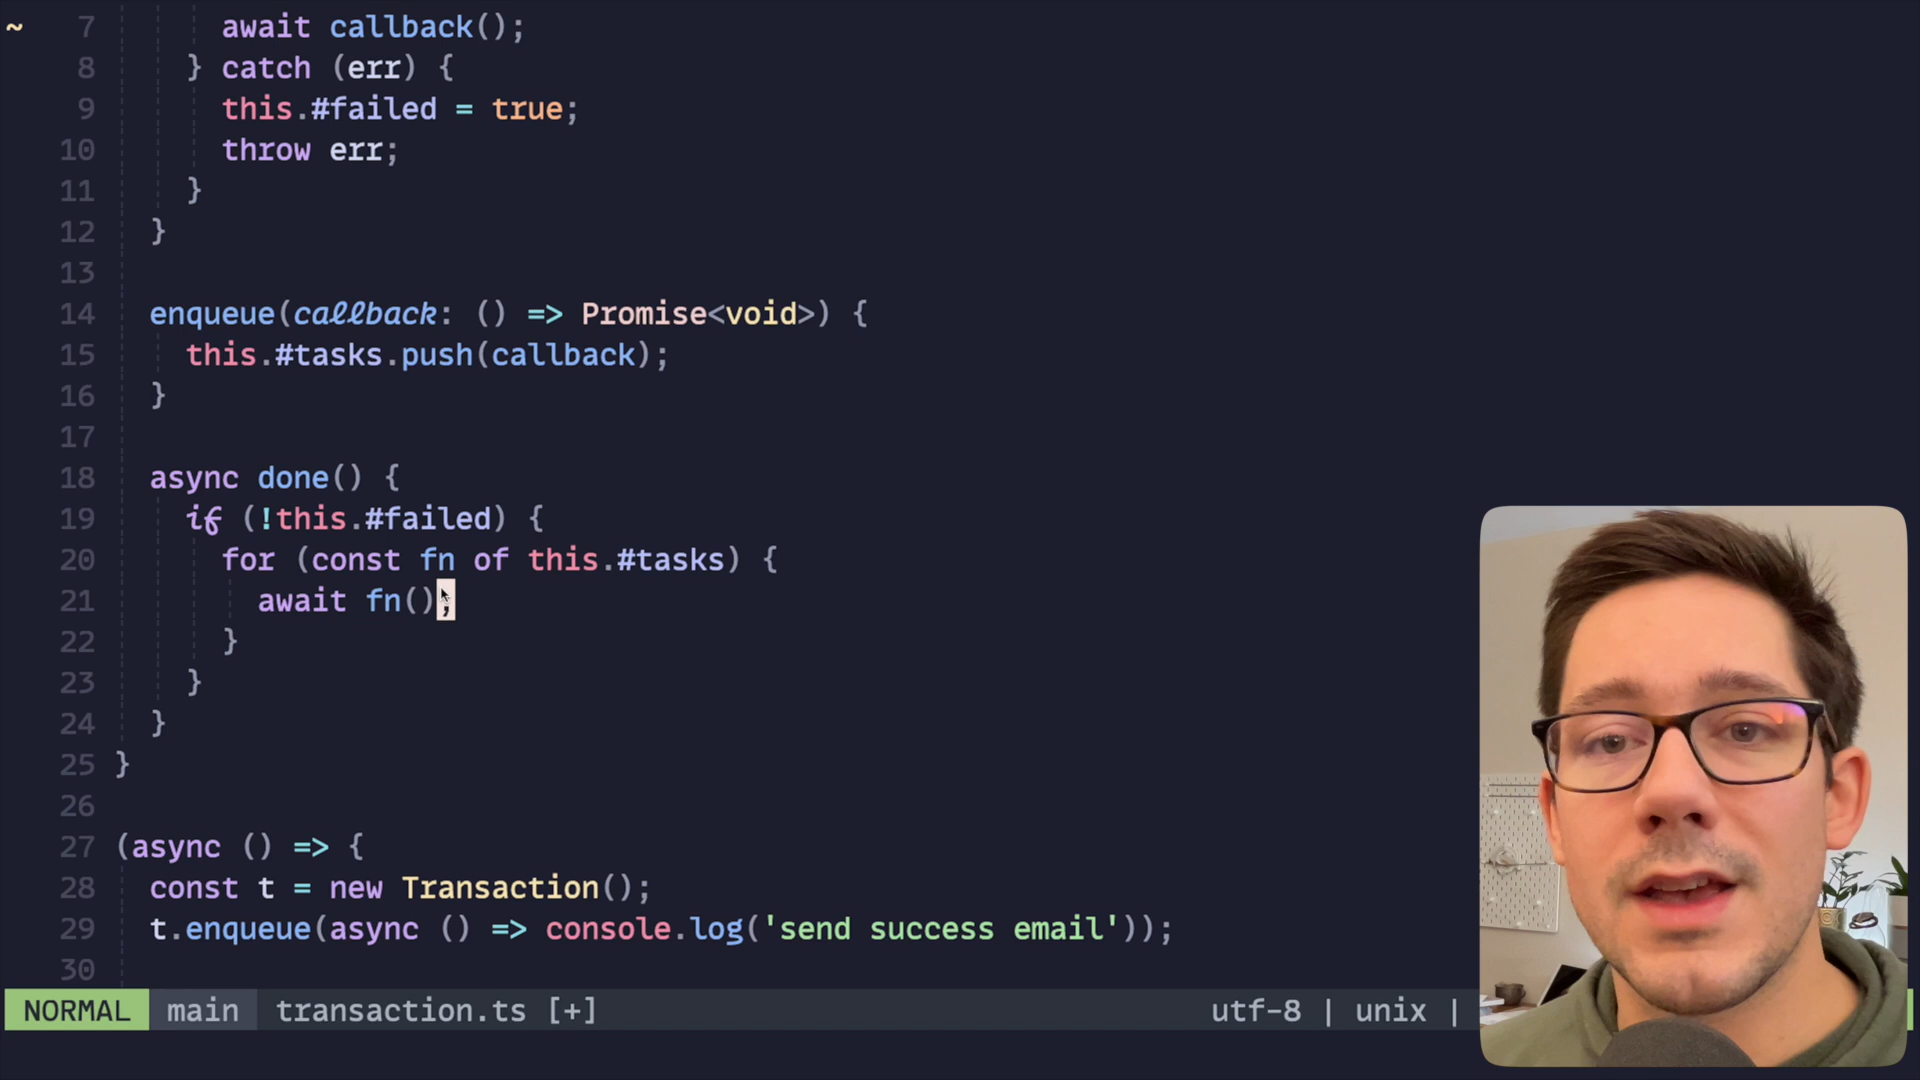 ~ 7 await callback();
8 } catch (err) {
9 this.#failed = true;
10 throw err;
11 }
12 }
13
14 enqueue(callback: () => Promise<void>) {
15 this.#tasks.push(callback);
16 }
17
18 async done() {
19 if (!this.#failed) {
20 for (const fn of this.#tasks) {
21 await fn();
22 }
23 }
24 }
25 }
26
27 (async () => {
28 const t = new Transaction();
29 t.enqueue(async () => console.log('send success email'));
30
NORMAL main transaction.ts [+] utf-8 | unix |